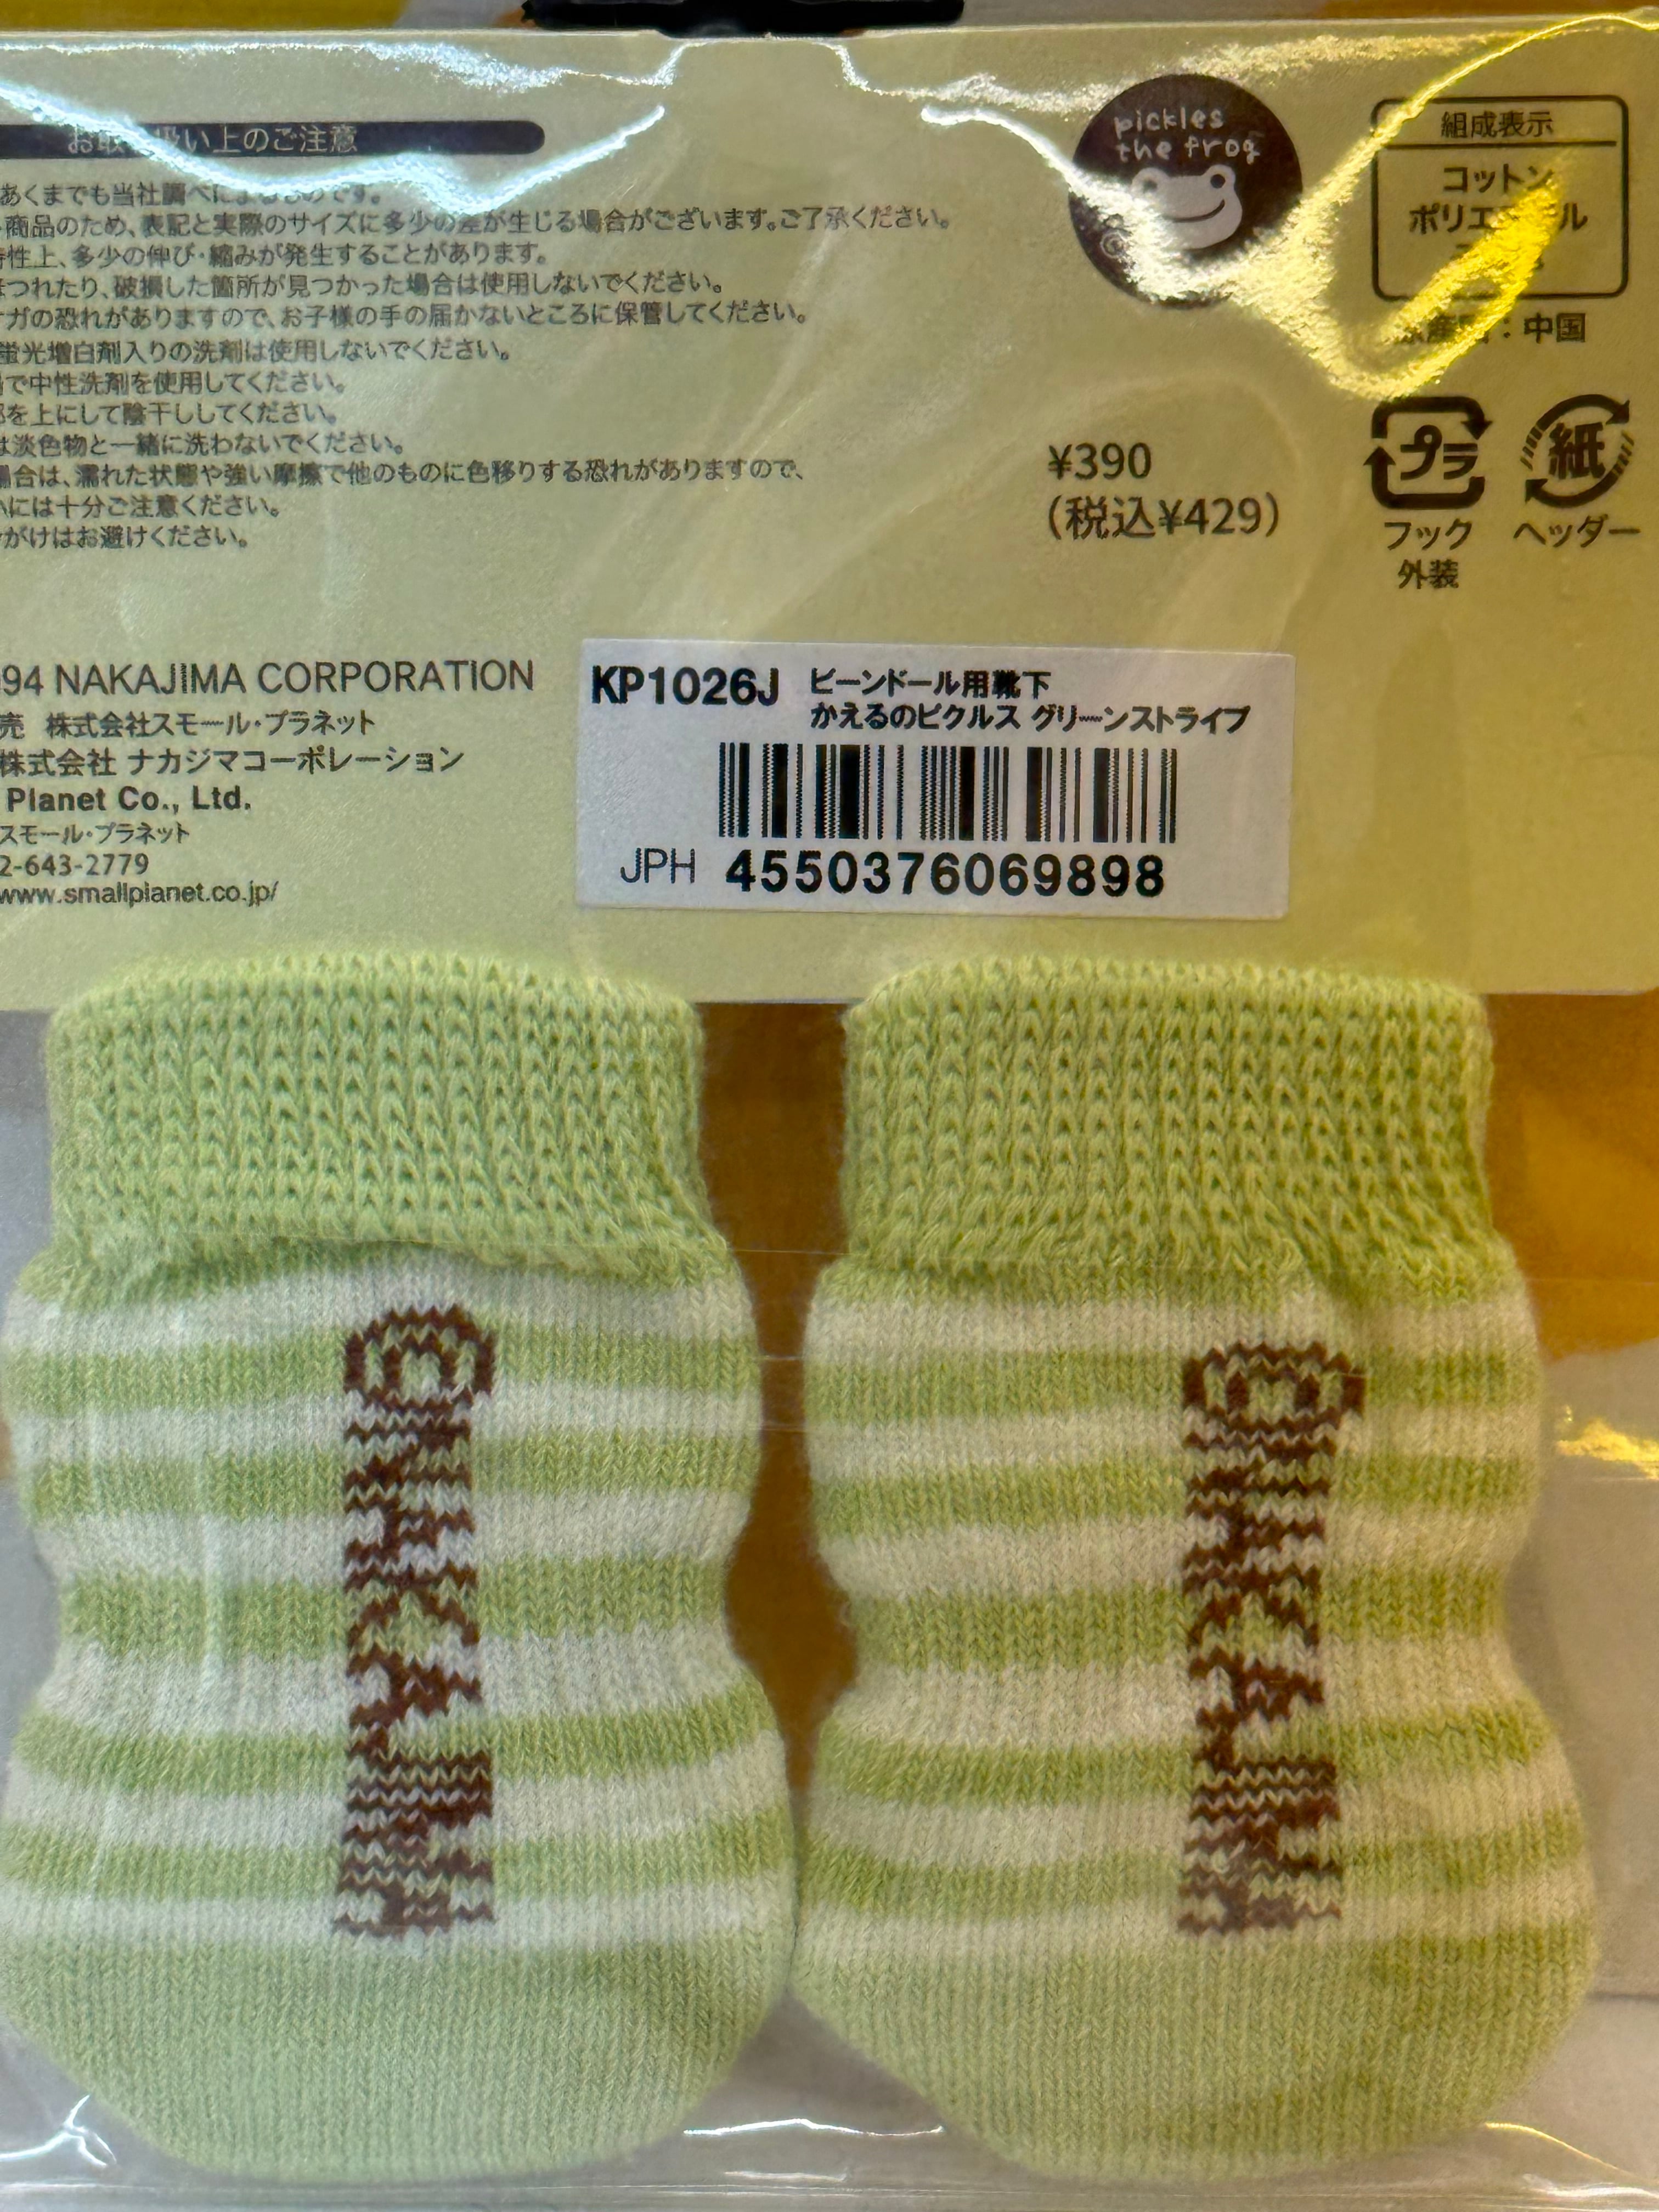 お取り扱い上のご注意
あくまでも当社調べによるものです。
商品のため、表記と実際のサイズに多少の差が生じる場合がございます。ご了承ください。
特性上、多少の伸び・縮みが発生することがあります。
つれたり、破損した箇所が見つかった場合は使用しないでください。
ガの恐れがありますので、お子様の手の届かないところに保管してください。
蛍光増白剤入りの洗剤は使用しないでください。
で中性洗剤を使用してください。
を上にして陰干ししてください。
は淡色物と一緒に洗わないでください。
場合は、濡れた状態や強い摩擦で他のものに色移りする恐れがありますので、
には十分ご注意ください。
がけはお避けください。
pickles
the frog
組成表示
コットン
ポリエステル
原産国：中国
¥390
(税込¥429)
プラ
フック
外装
紙
ヘッダー
94 NAKAJIMA CORPORATION
売 株式会社スモール・プラネット
株式会社 ナカジマコーポレーション
Planet Co., Ltd.
スモール・プラネット
2-643-2779
www.smallplanet.co.jp/
KP1026J ビーンドール用靴下
かえるのピクルス グリーンストライプ
JPH 4550376069898